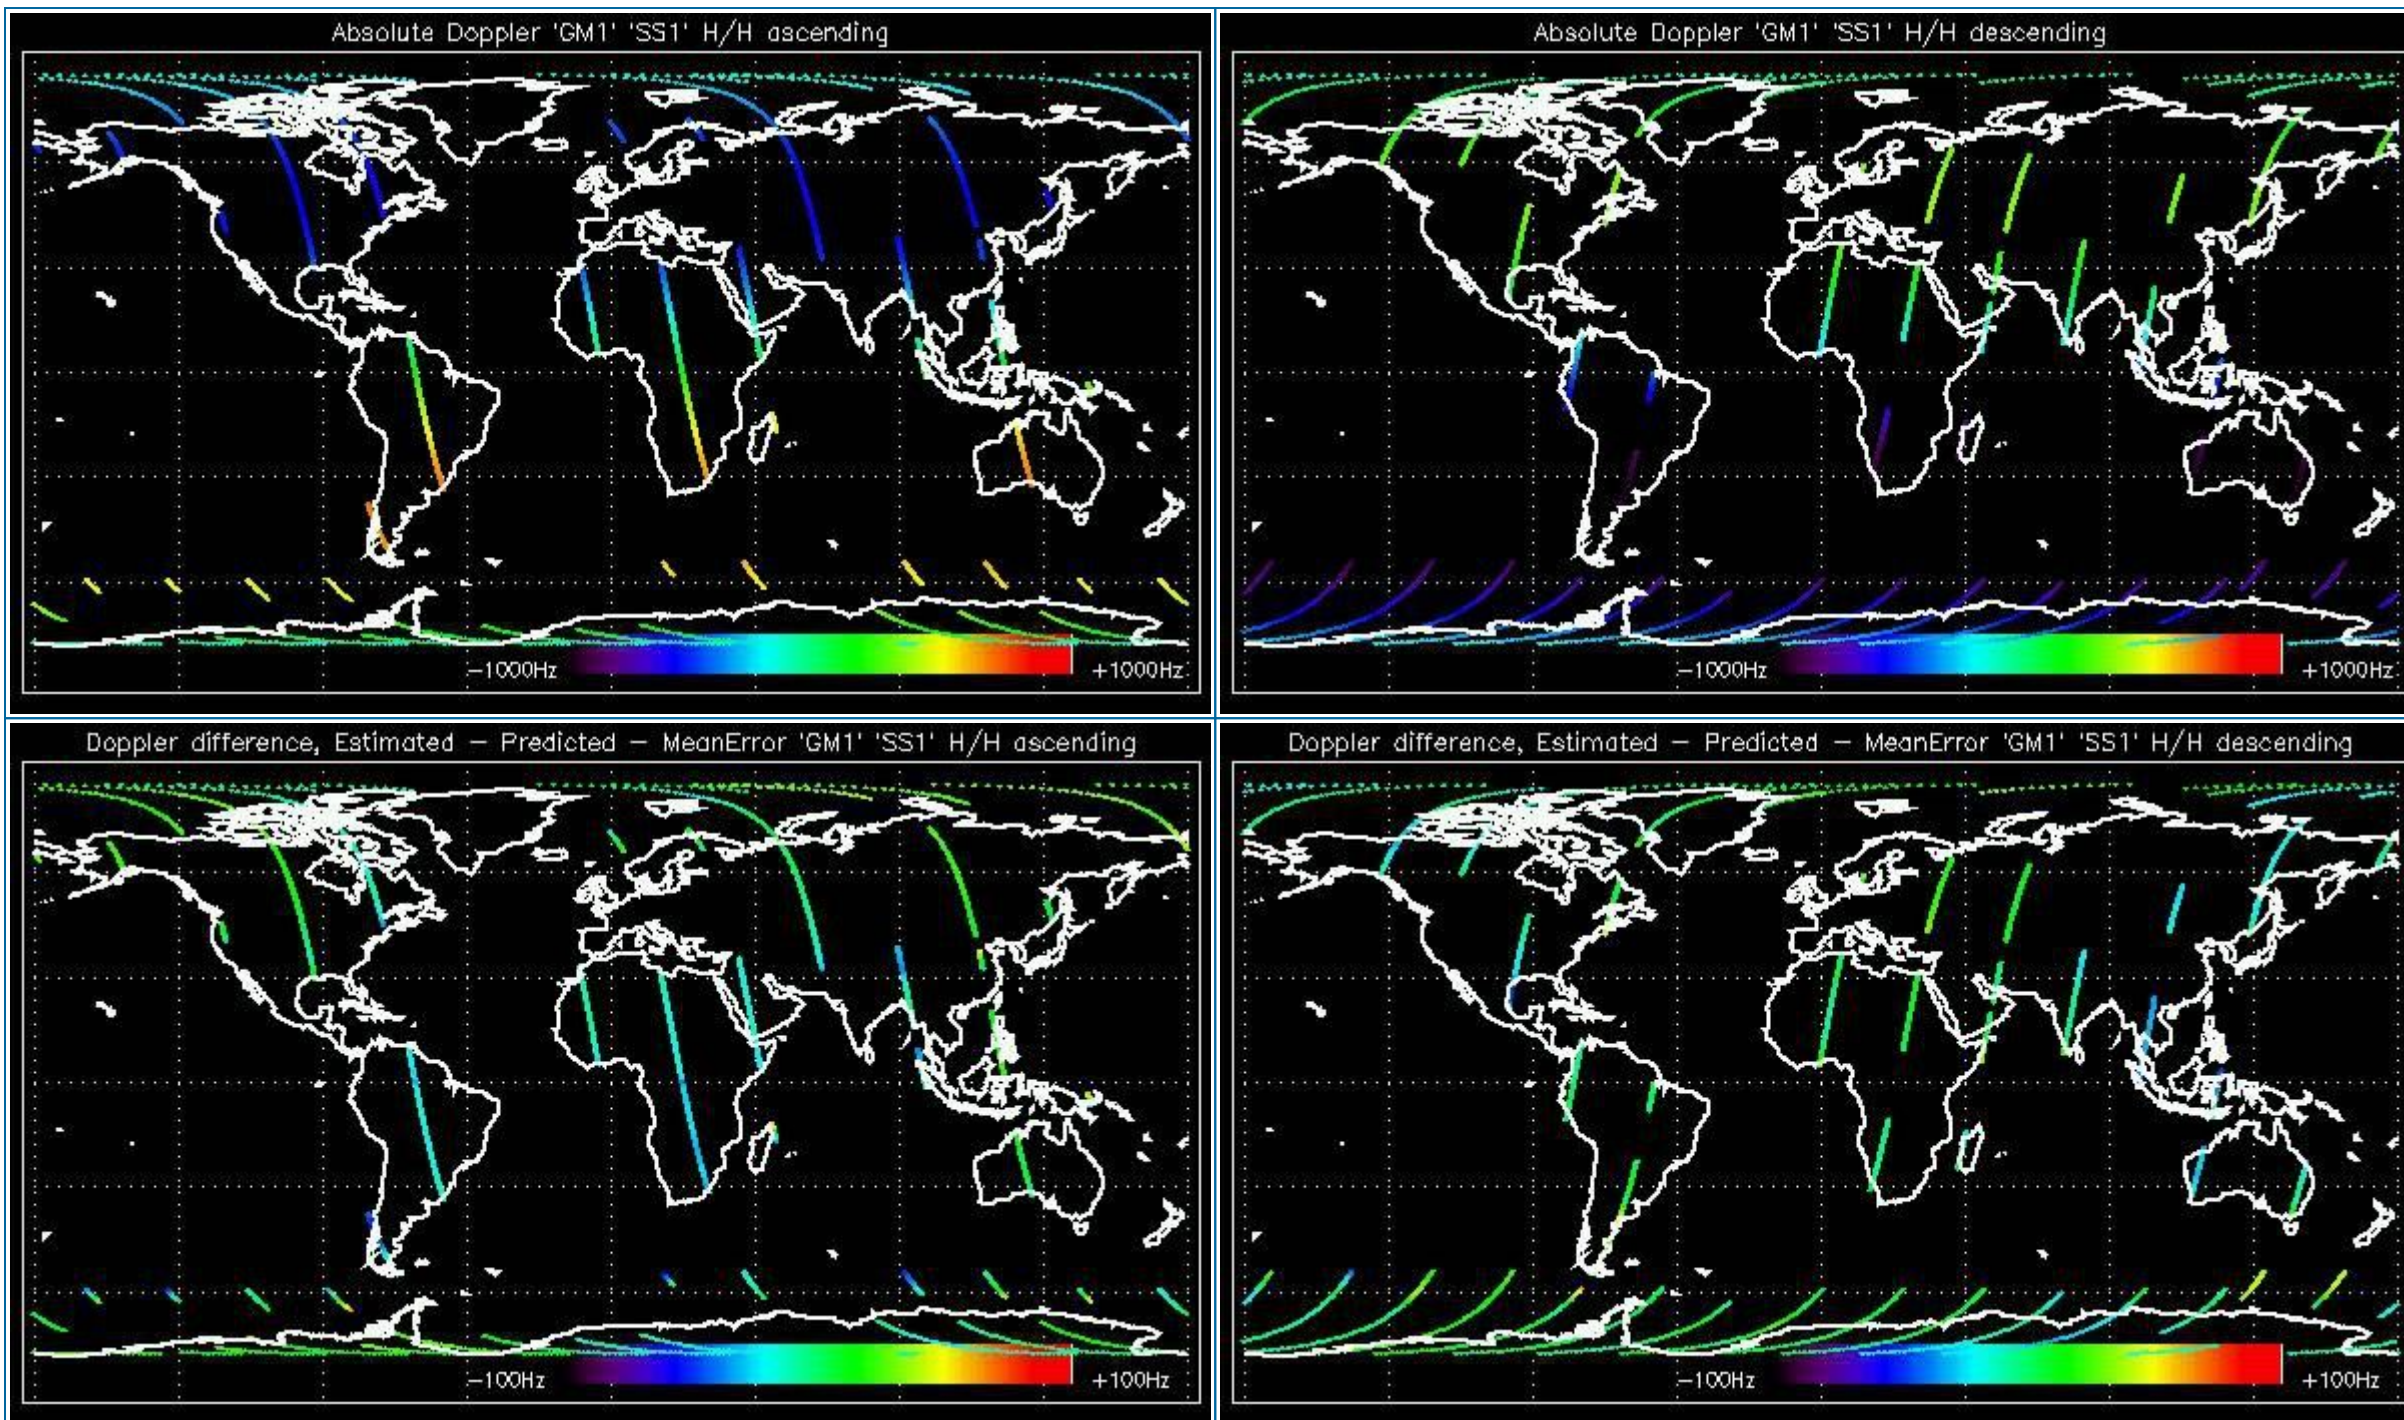 Absolute Doppler 'GM1' 'SS1' H/H ascending
-1000Hz
+1000Hz
Absolute Doppler 'GM1' 'SS1' H/H descending
-1000Hz
+1000Hz
Doppler difference, Estimated - Predicted - MeanError 'GM1' 'SS1' H/H ascending
-100Hz
+100Hz
Doppler difference, Estimated - Predicted - MeanError 'GM1' 'SS1' H/H descending
-100Hz
+100Hz